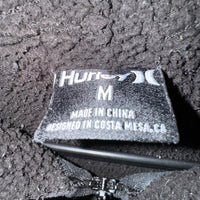 Hurley
M
MADE IN CHINA
DESIGNED IN COSTA MESA, CA